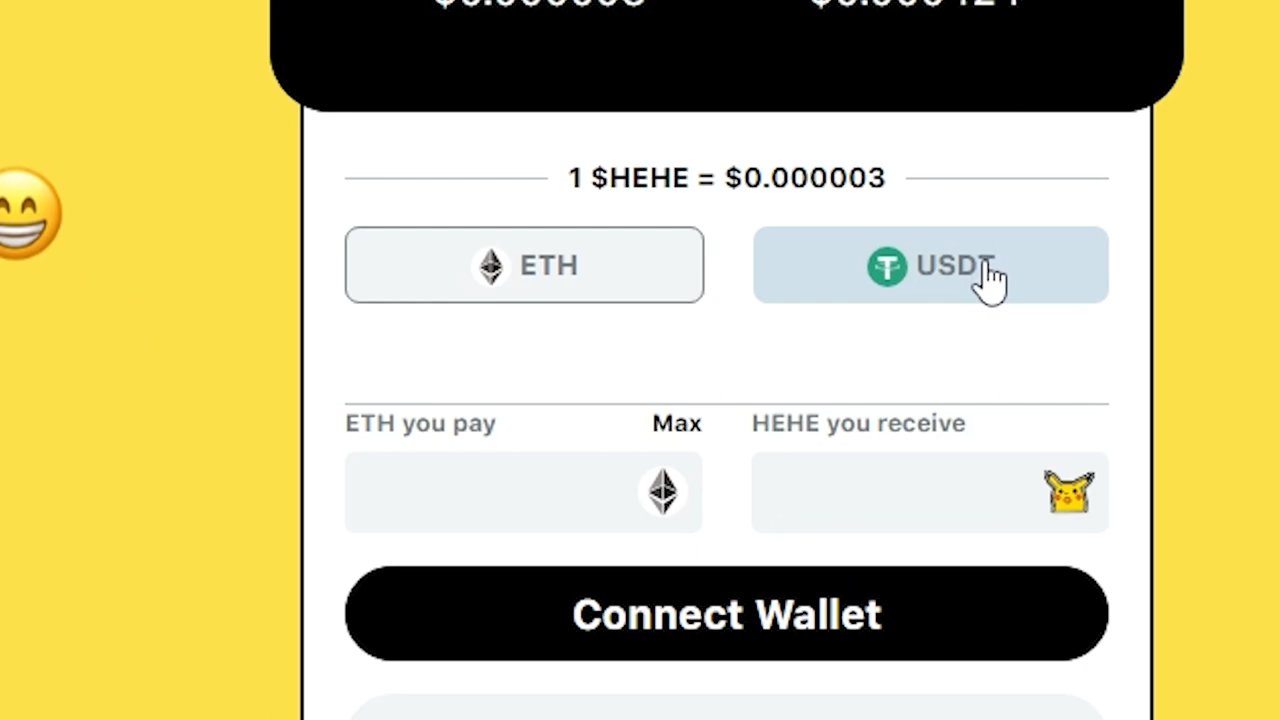 1 $HEHE = $0.000003
ETH
USDT
ETH you pay
Max
HEHE you receive
Connect Wallet